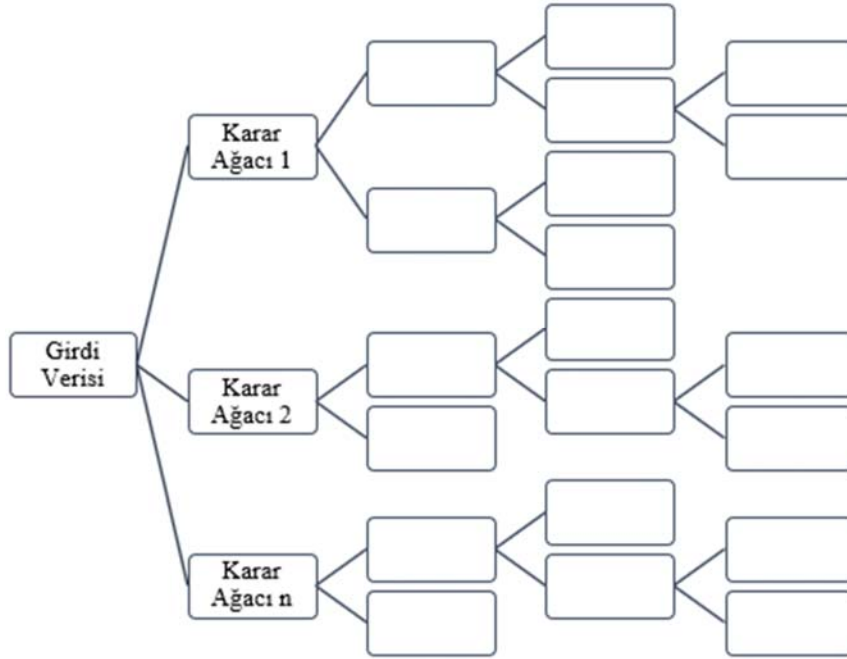 Karar
Ağacı 1
Girdi
Verisi
Karar
Ağacı 2
Karar
Ağacı n